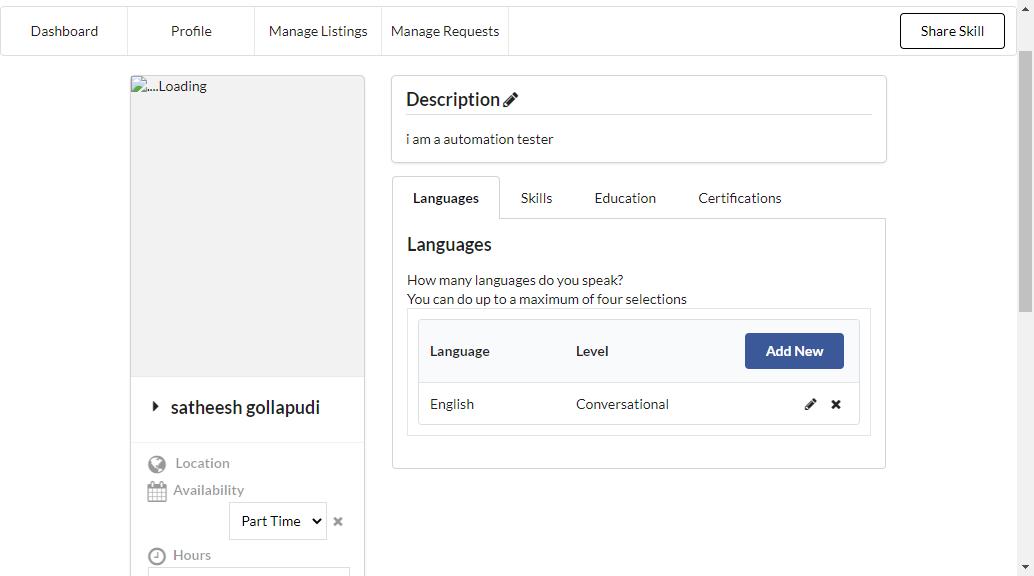 Dashboard
Profile
Manage Listings
Manage Requests
Share Skill
....Loading
satheesh gollapudi
Location
Availability
Part Time
Hours
Description
i am a automation tester
Languages
Skills
Education
Certifications
Languages
How many languages do you speak?
You can do up to a maximum of four selections
Language Level Add New
English Conversational